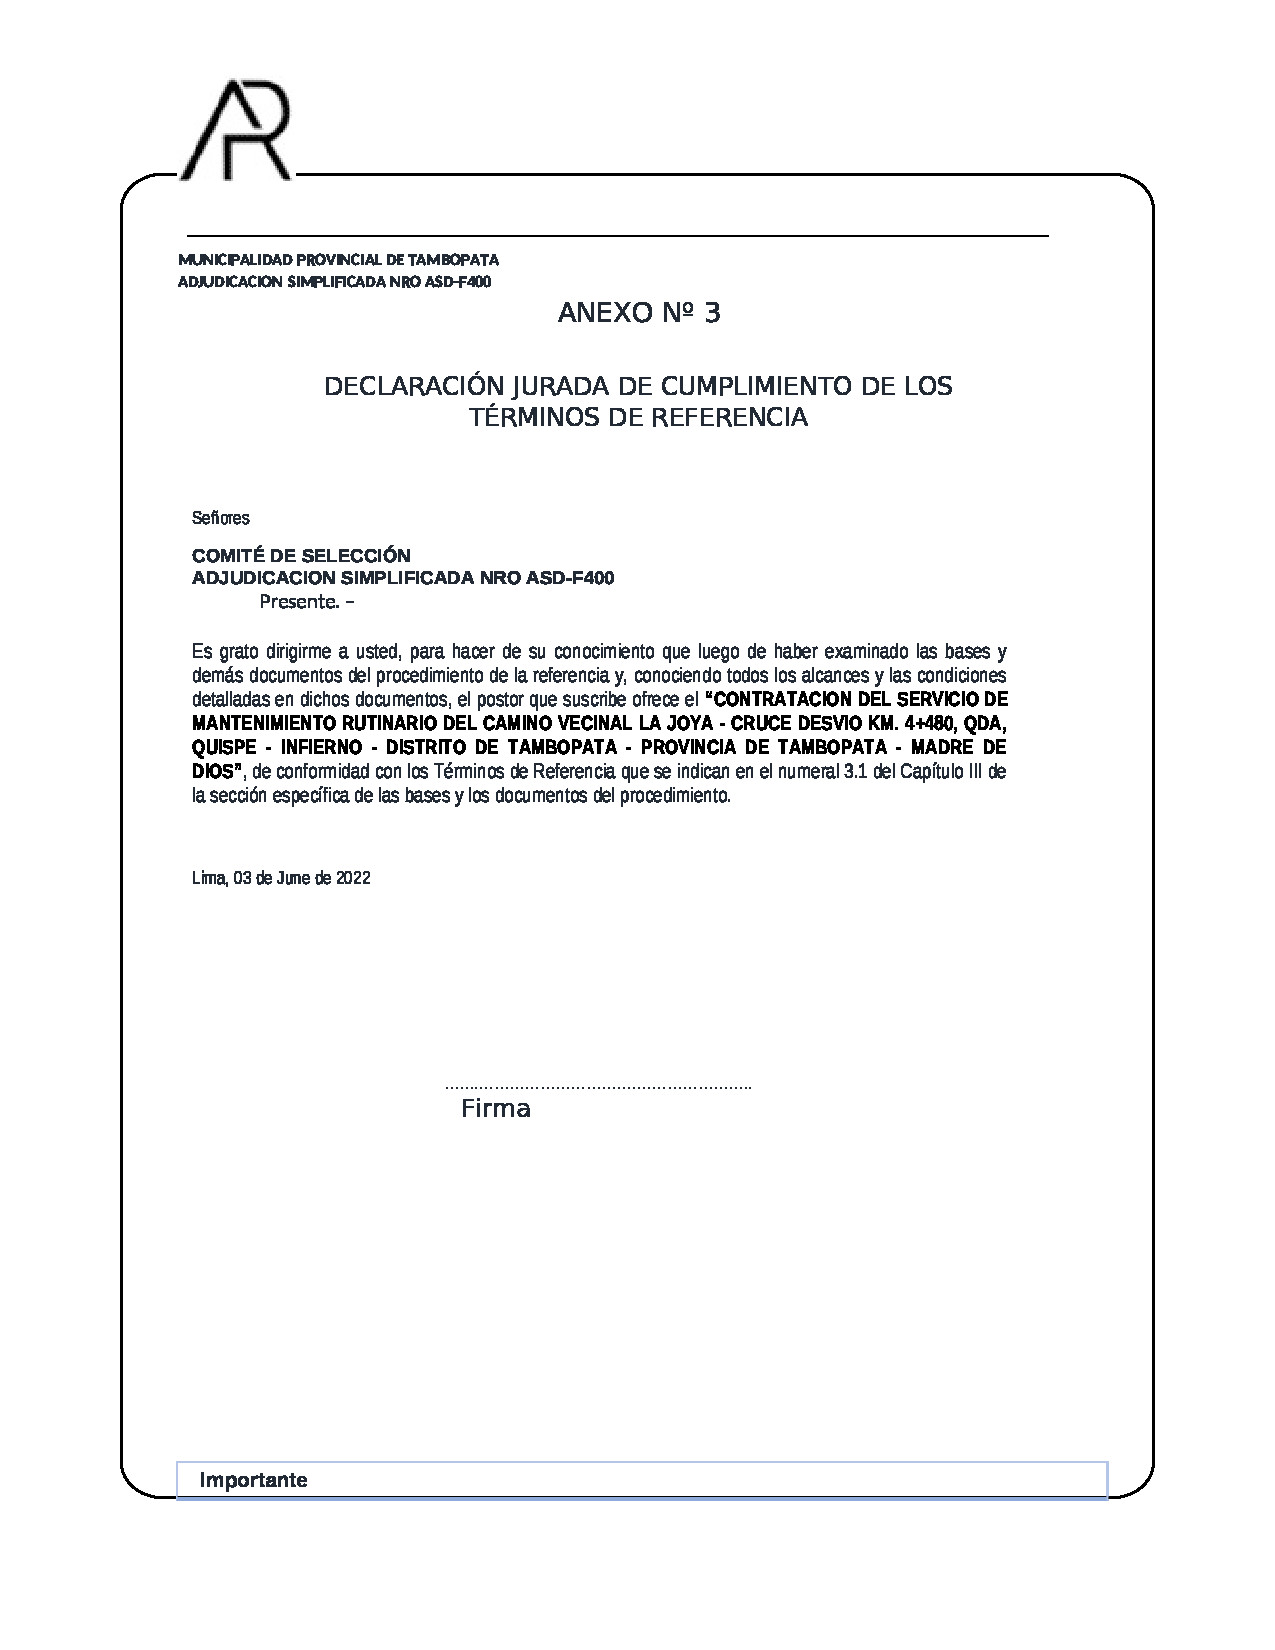 AR
MUNICIPALIDAD PROVINCIAL DE TAMBOPATA
ADJUDICACION SIMPLIFICADA NRO ASD-F400
ANEXO Nº 3
DECLARACIÓN JURADA DE CUMPLIMIENTO DE LOS
TÉRMINOS DE REFERENCIA
Señores
COMITÉ DE SELECCIÓN
ADJUDICACION SIMPLIFICADA NRO ASD-F400
Presente. –
Es grato dirigirme a usted, para hacer de su conocimiento que luego de haber examinado las bases y
demás documentos del procedimiento de la referencia y, conociendo todos los alcances y las condiciones
detalladas en dichos documentos, el postor que suscribe ofrece el “CONTRATACION DEL SERVICIO DE
MANTENIMIENTO RUTINARIO DEL CAMINO VECINAL LA JOYA - CRUCE DESVIO KM. 4+480, QDA,
QUISPE - INFIERNO - DISTRITO DE TAMBOPATA - PROVINCIA DE TAMBOPATA - MADRE DE
DIOS”, de conformidad con los Términos de Referencia que se indican en el numeral 3.1 del Capítulo III de
la sección específica de las bases y los documentos del procedimiento.
Lima, 03 de June de 2022
……………………………………………………
Firma
Importante